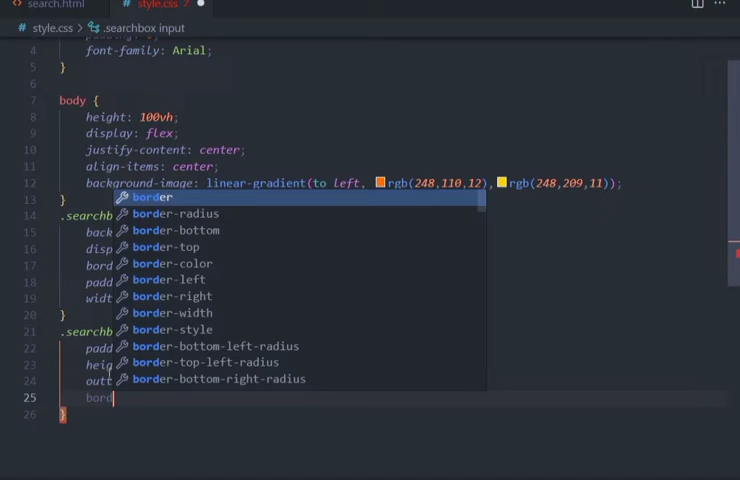 search.html
style.css 7
style.css > .searchbox input
4 font-family: Arial;
5 }
6
7 body {
8 height: 100vh;
9 display: flex;
10 justify-content: center;
11 align-items: center;
12 background-image: linear-gradient(to left, rgb(248,110,12), rgb(248,209,11));
13 }
border
14 .searchb
border-radius
15 back
border-bottom
16 disp
border-top
17 bord
border-color
18 padd
border-left
19 widt
border-right
20 }
border-width
21 .searchb
border-style
22 padd
border-bottom-left-radius
23 heig
border-top-left-radius
24 outl
border-bottom-right-radius
25 bord
26 }